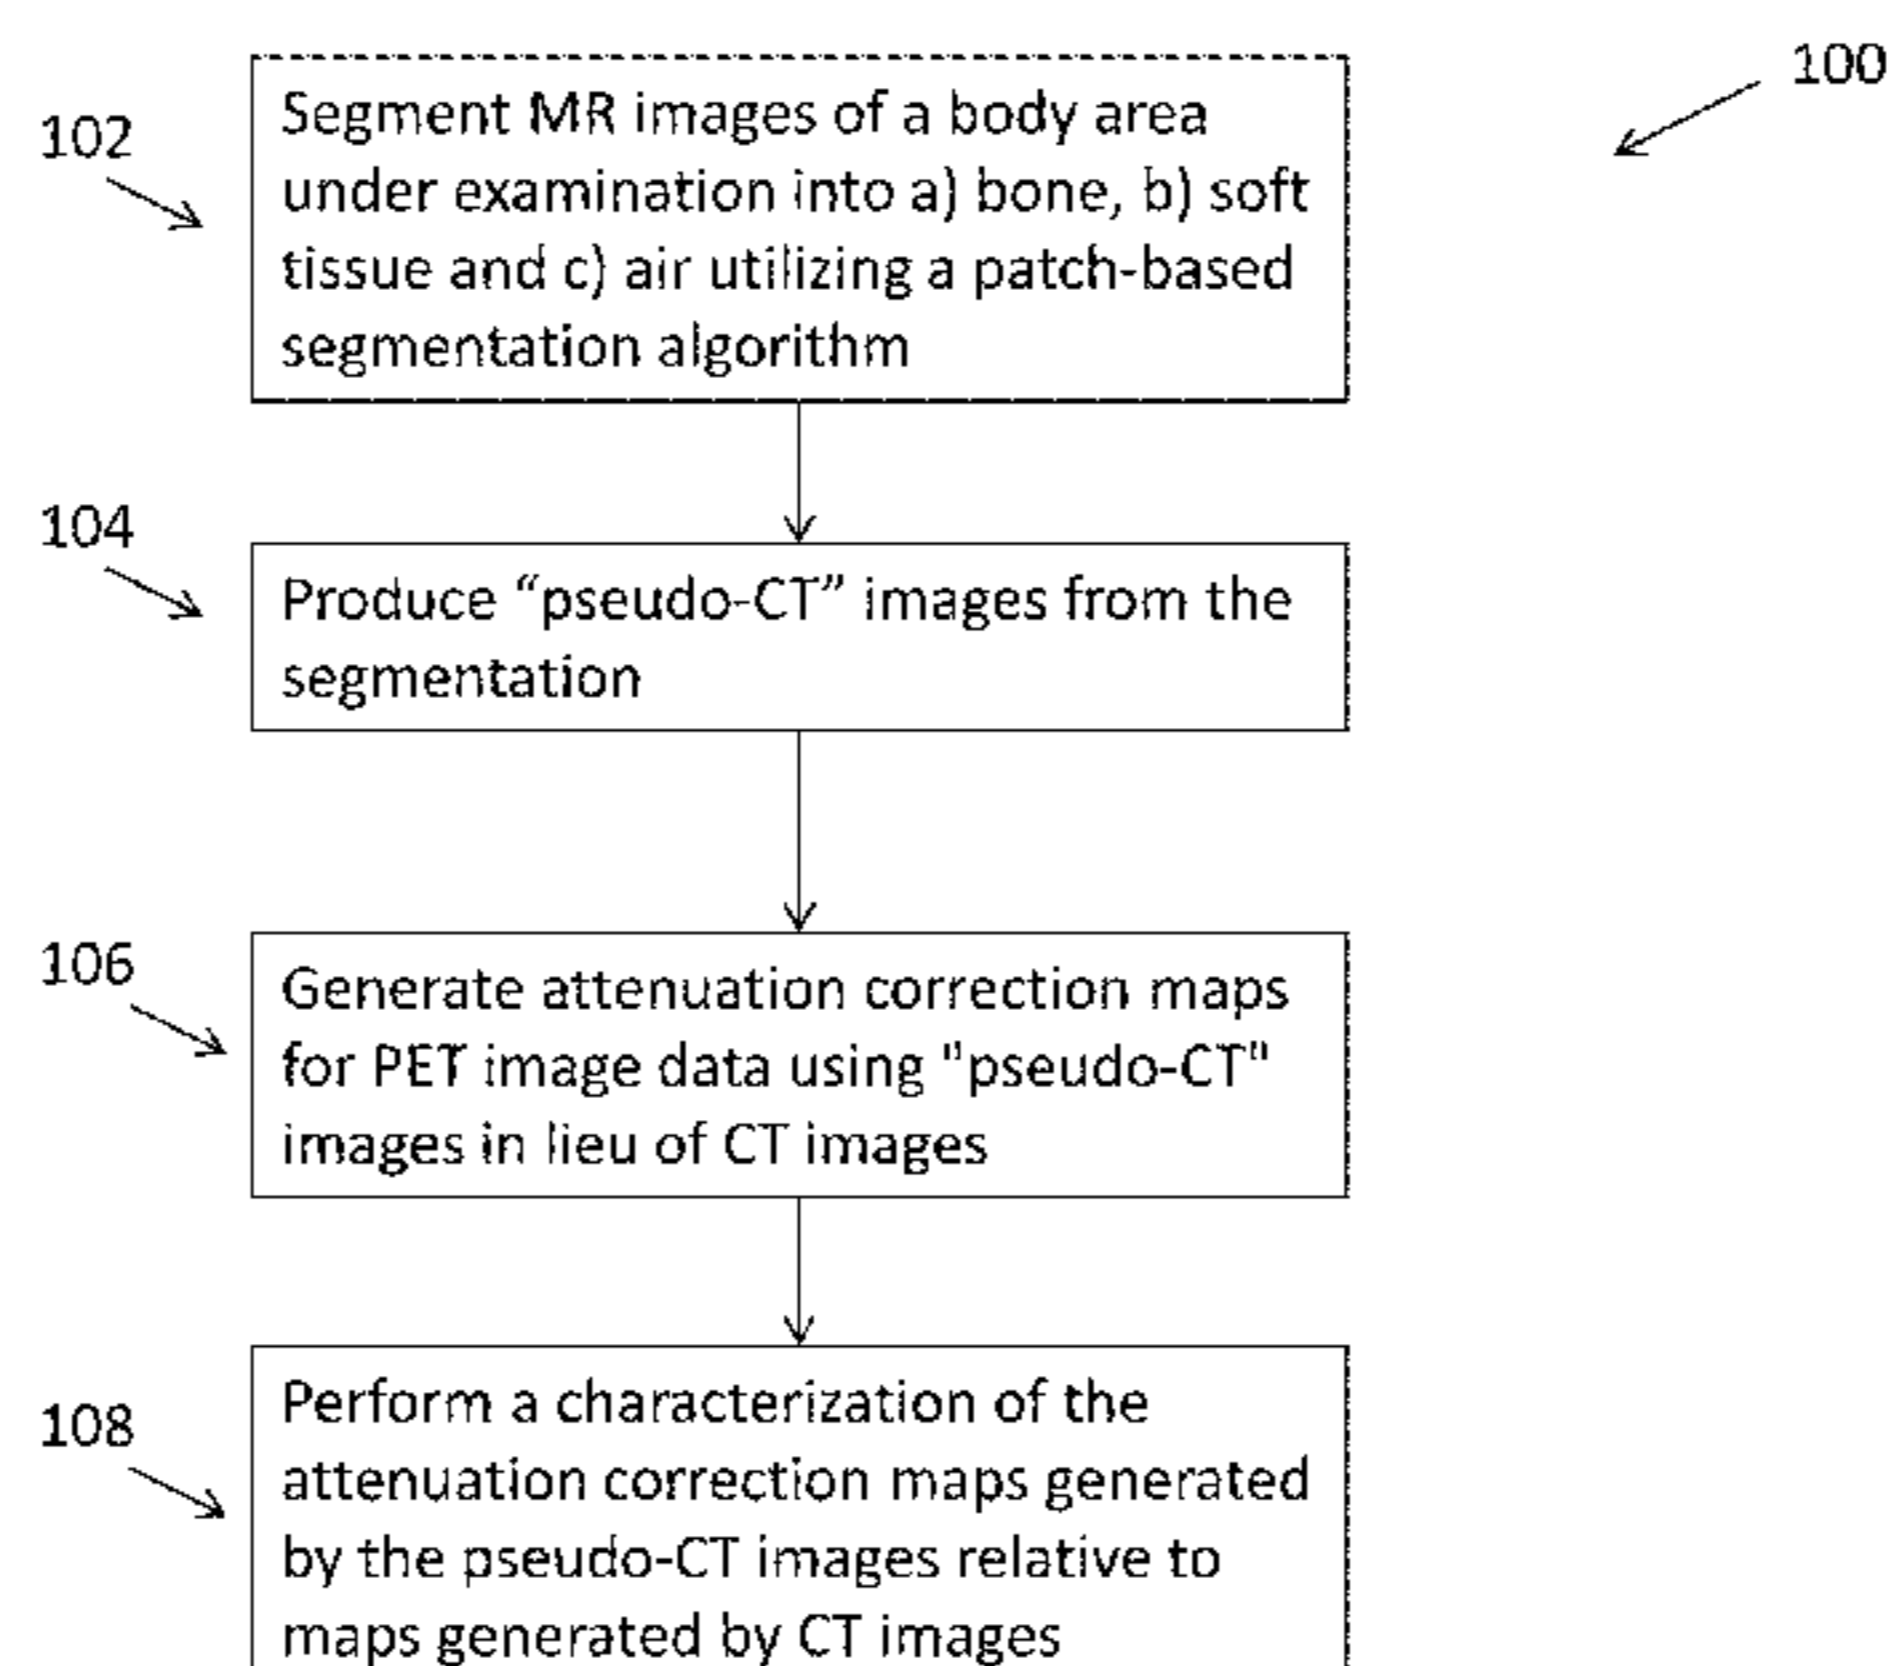 100
102
Segment MR images of a body area
under examination into a) bone, b) soft
tissue and c) air utilizing a patch-based
segmentation algorithm
104
Produce “pseudo-CT” images from the
segmentation
106
Generate attenuation correction maps
for PET image data using "pseudo-CT"
images in lieu of CT images
108
Perform a characterization of the
attenuation correction maps generated
by the pseudo-CT images relative to
maps generated by CT images